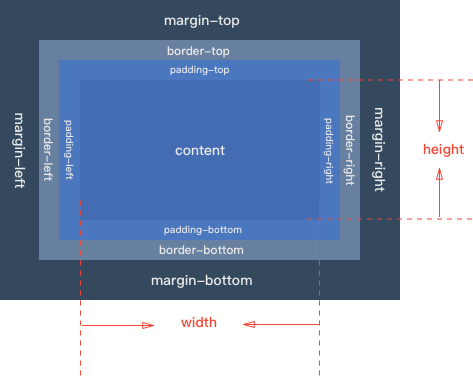 margin-top
border-top
padding-top
margin-left
border-left
padding-left
content
padding-right
border-right
margin-right
height
padding-bottom
border-bottom
margin-bottom
width